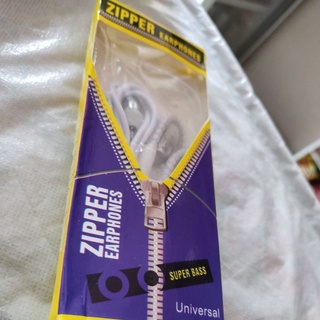 ZIPPER EARPHONES
ZIPPER
EARPHONES
SUPER BASS
Universal